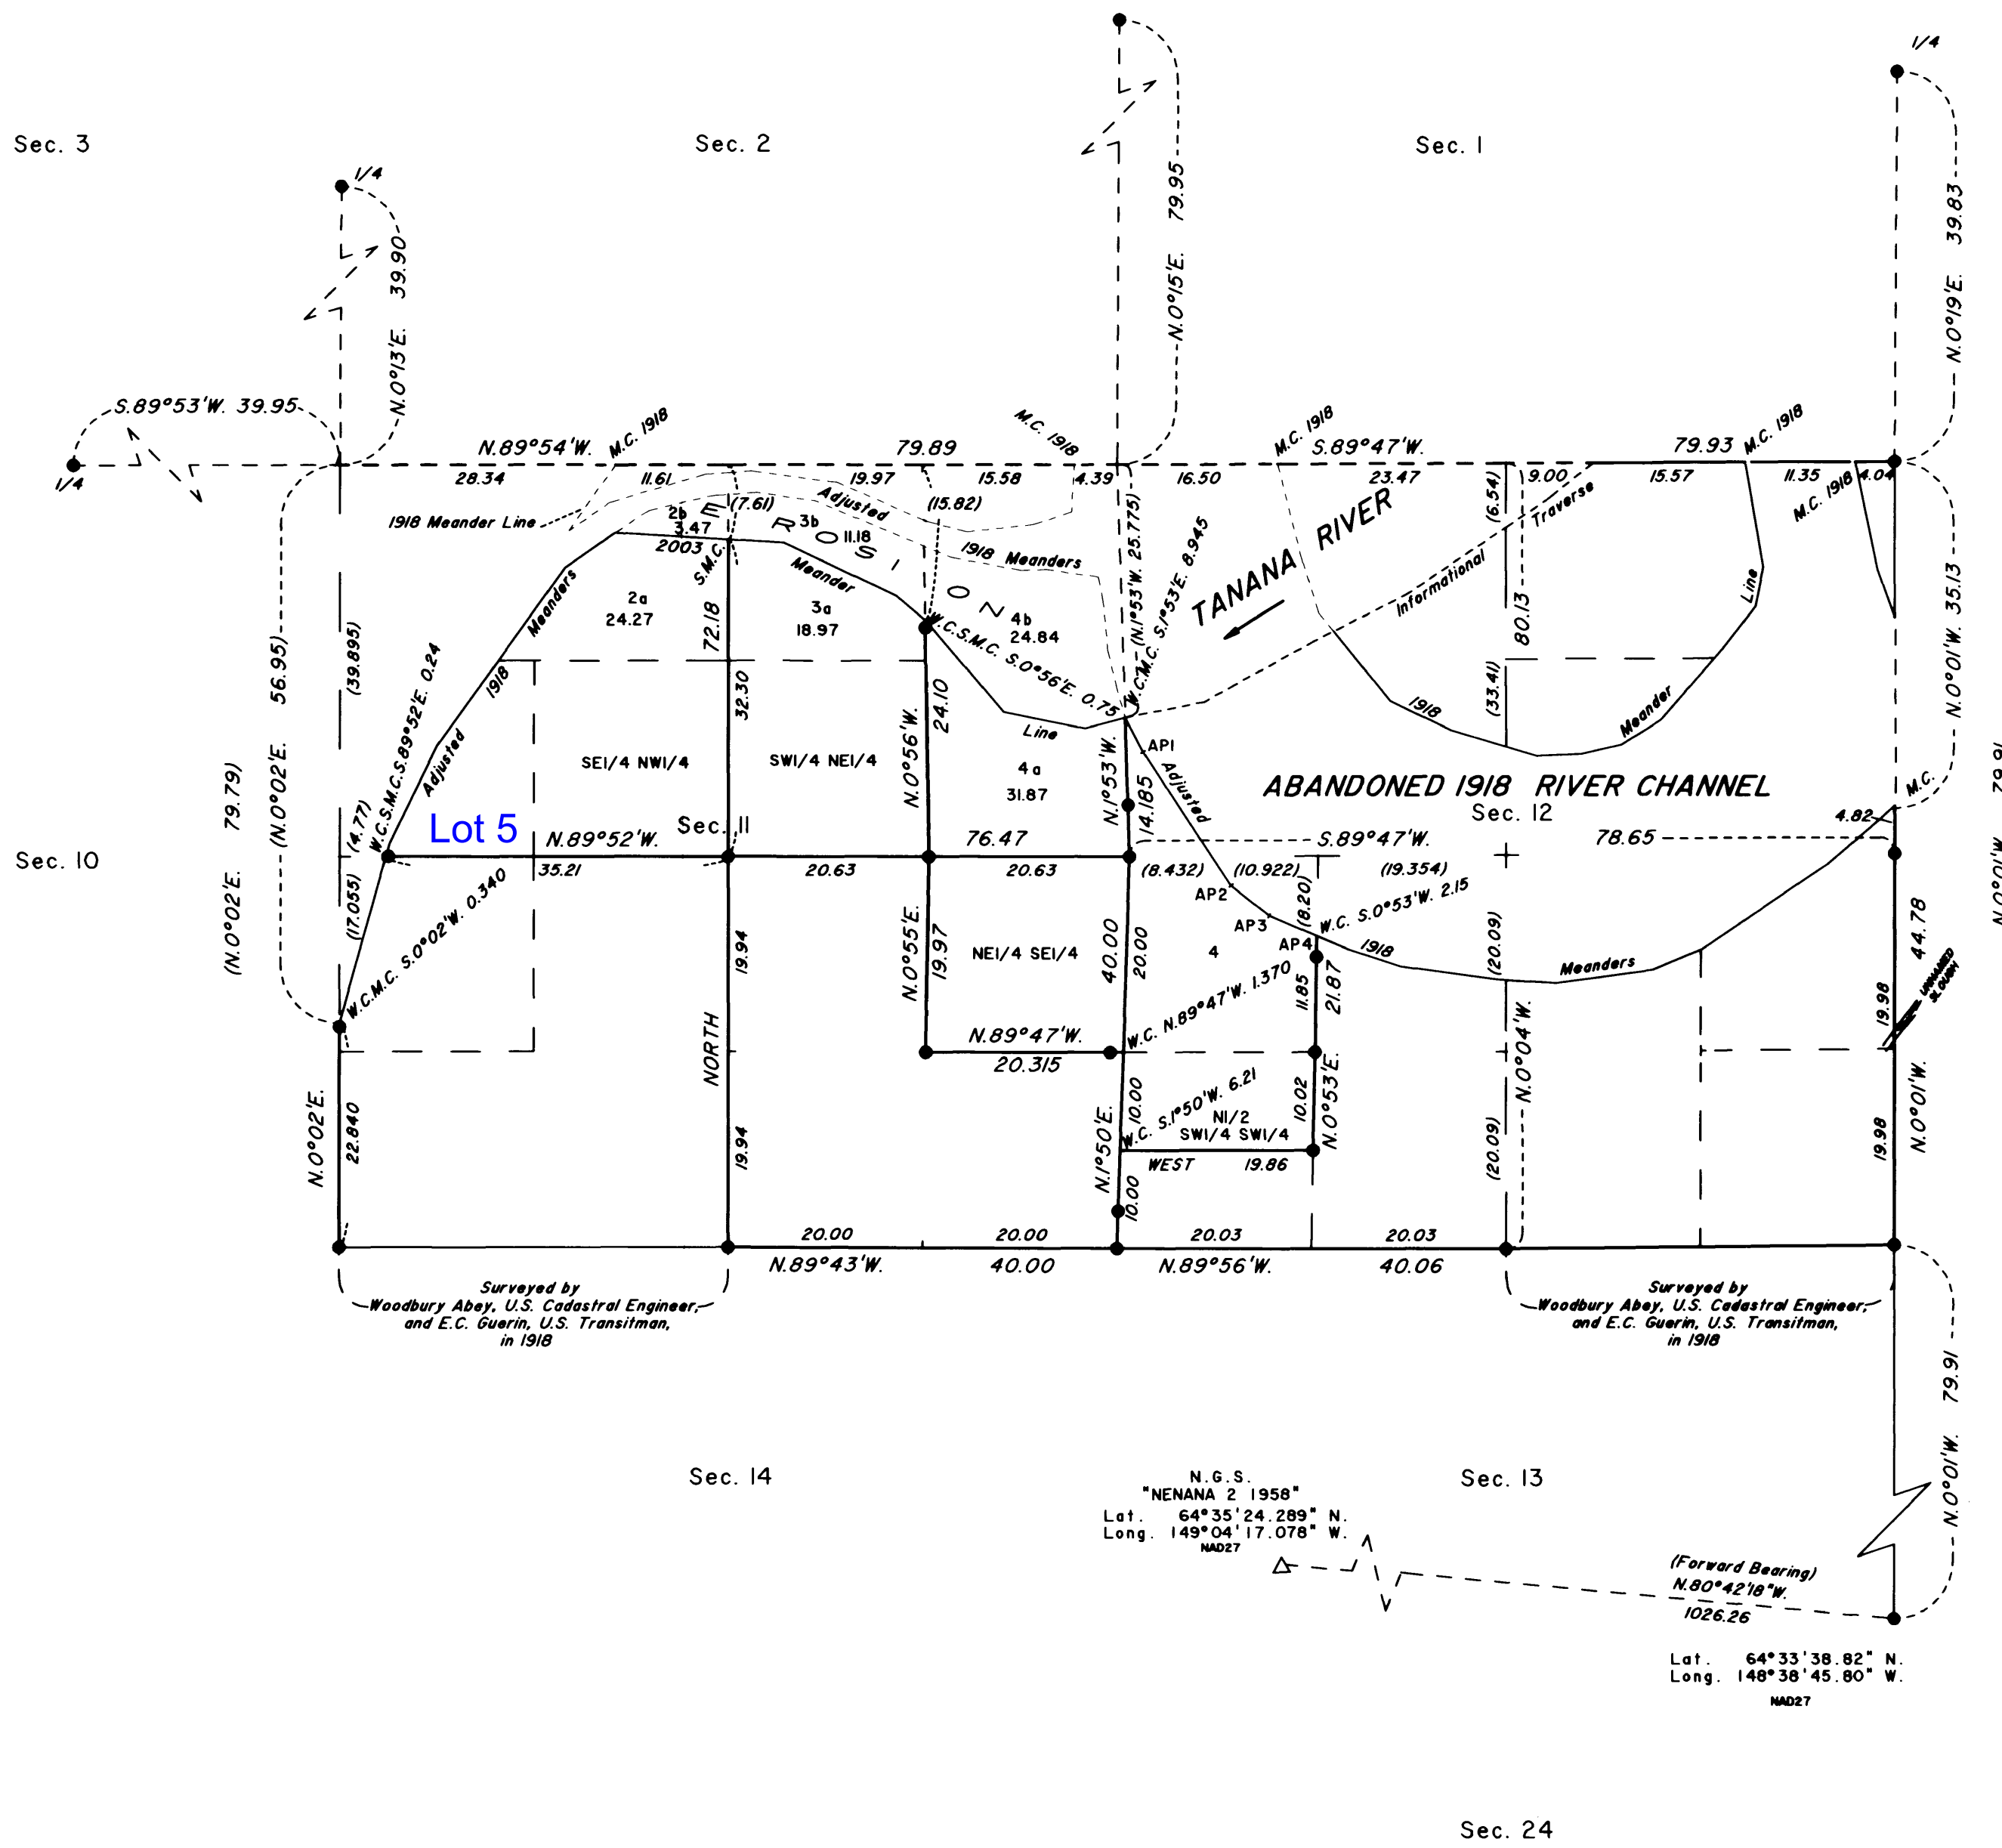 1/4
1/4
Sec. 3
Sec. 2
Sec. 1
1/4
N.0°13'E. 39.90
N.0°15'E. 79.95
N.0°19'E. 39.83
S.89°53'W. 39.95
1/4
N.89°54'W.
M.C. 1918
79.89
M.C. 1918
M.C. 1918
S.89°47'W.
79.93
M.C. 1918
28.34
11.61
19.97
15.58
4.39
16.50
23.47
9.00
15.57
11.35
4.04
M.C. 1918
1918 Meander Line
2b
3.47
2003
(7.61)
3b
11.18
Adjusted
(15.82)
1918 Meanders
EROSION
S.M.C.
Meander
4b
24.84
(N.1°53'W. 25.775)
W.C.M.C. S.1°53'E. 8.945
TANANA RIVER
(6.54)
80.13
Informational Traverse
Line
N.0°01'W. 35.13
(N.0°02'E. 56.95)
(39.895)
Meanders
2a
24.27
72.18
3a
18.97
W.C.S.M.C. S.0°56'E. 0.75
1918
W.C.S.M.C. S.89°52'E. 0.24
32.30
24.10
N.0°56'W.
Line
(33.41)
1918
Meander
Adjusted
SE1/4 NW1/4
SW1/4 NE1/4
4a
31.87
N.1°53'W.
14.185
AP1
Adjusted
ABANDONED 1918 RIVER CHANNEL
Sec. 12
M.C.
4.82
(N.0°02'E. 79.79)
(4.77)
Lot 5
N.89°52'W.
Sec. 11
76.47
S.89°47'W.
78.65
Sec. 10
35.21
20.63
20.63
(8.432)
(10.922)
(19.354)
(17.055)
W.C.M.C. S.0°02'W. 0.340
19.94
N.0°55'E.
19.97
NE1/4 SE1/4
40.00
20.00
AP2
AP3
AP4
(8.20)
W.C. S.0°53'W. 2.15
4
1918
Meanders
(20.09)
44.78
19.98
UNNAMED
SLOUGH
N.0°01'W. 79.91
W.C. N.89°47'W. 1.370
11.85
21.87
N.89°47'W.
20.315
N.0°04'W.
NORTH
N.0°02'E.
22.840
19.94
N.1°50'E.
10.00
W.C. S.1°50'W. 6.21
N1/2
SW1/4 SW1/4
10.02
N.0°53'E.
WEST 19.86
(20.09)
19.98
N.0°01'W.
10.00
20.00
20.00
20.03
20.03
N.89°43'W.
40.00
N.89°56'W.
40.06
Surveyed by
Woodbury Abey, U.S. Cadastral Engineer,
and E.C. Guerin, U.S. Transitman,
in 1918
Surveyed by
Woodbury Abey, U.S. Cadastral Engineer,
and E.C. Guerin, U.S. Transitman,
in 1918
N.0°01'W. 79.91
Sec. 14
Sec. 13
N.G.S.
"NENANA 2 1958"
Lat. 64°35'24.289" N.
Long. 149°04'17.078" W.
NAD27
(Forward Bearing)
N.80°42'18"W.
1026.26
Lat. 64°33'38.82" N.
Long. 148°38'45.80" W.
NAD27
Sec. 24